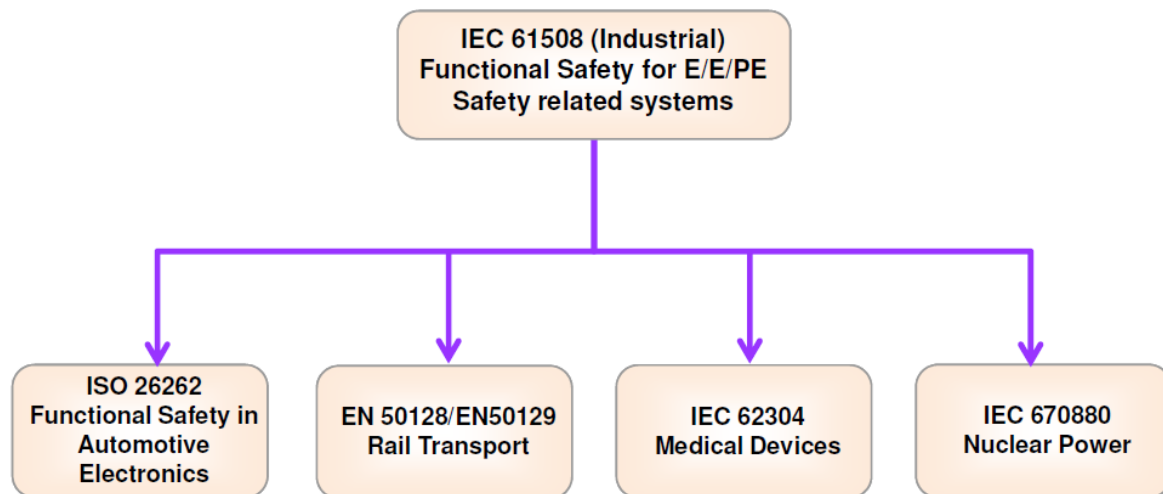 IEC 61508 (Industrial)
Functional Safety for E/E/PE
Safety related systems
ISO 26262
Functional Safety in
Automotive
Electronics
EN 50128/EN50129
Rail Transport
IEC 62304
Medical Devices
IEC 670880
Nuclear Power